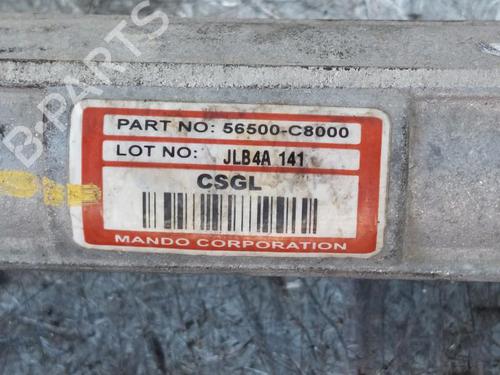 B-PARTS
PART NO: 56500-C8000
LOT NO: JLB4A 141
CSGL
MANDO CORPORATION